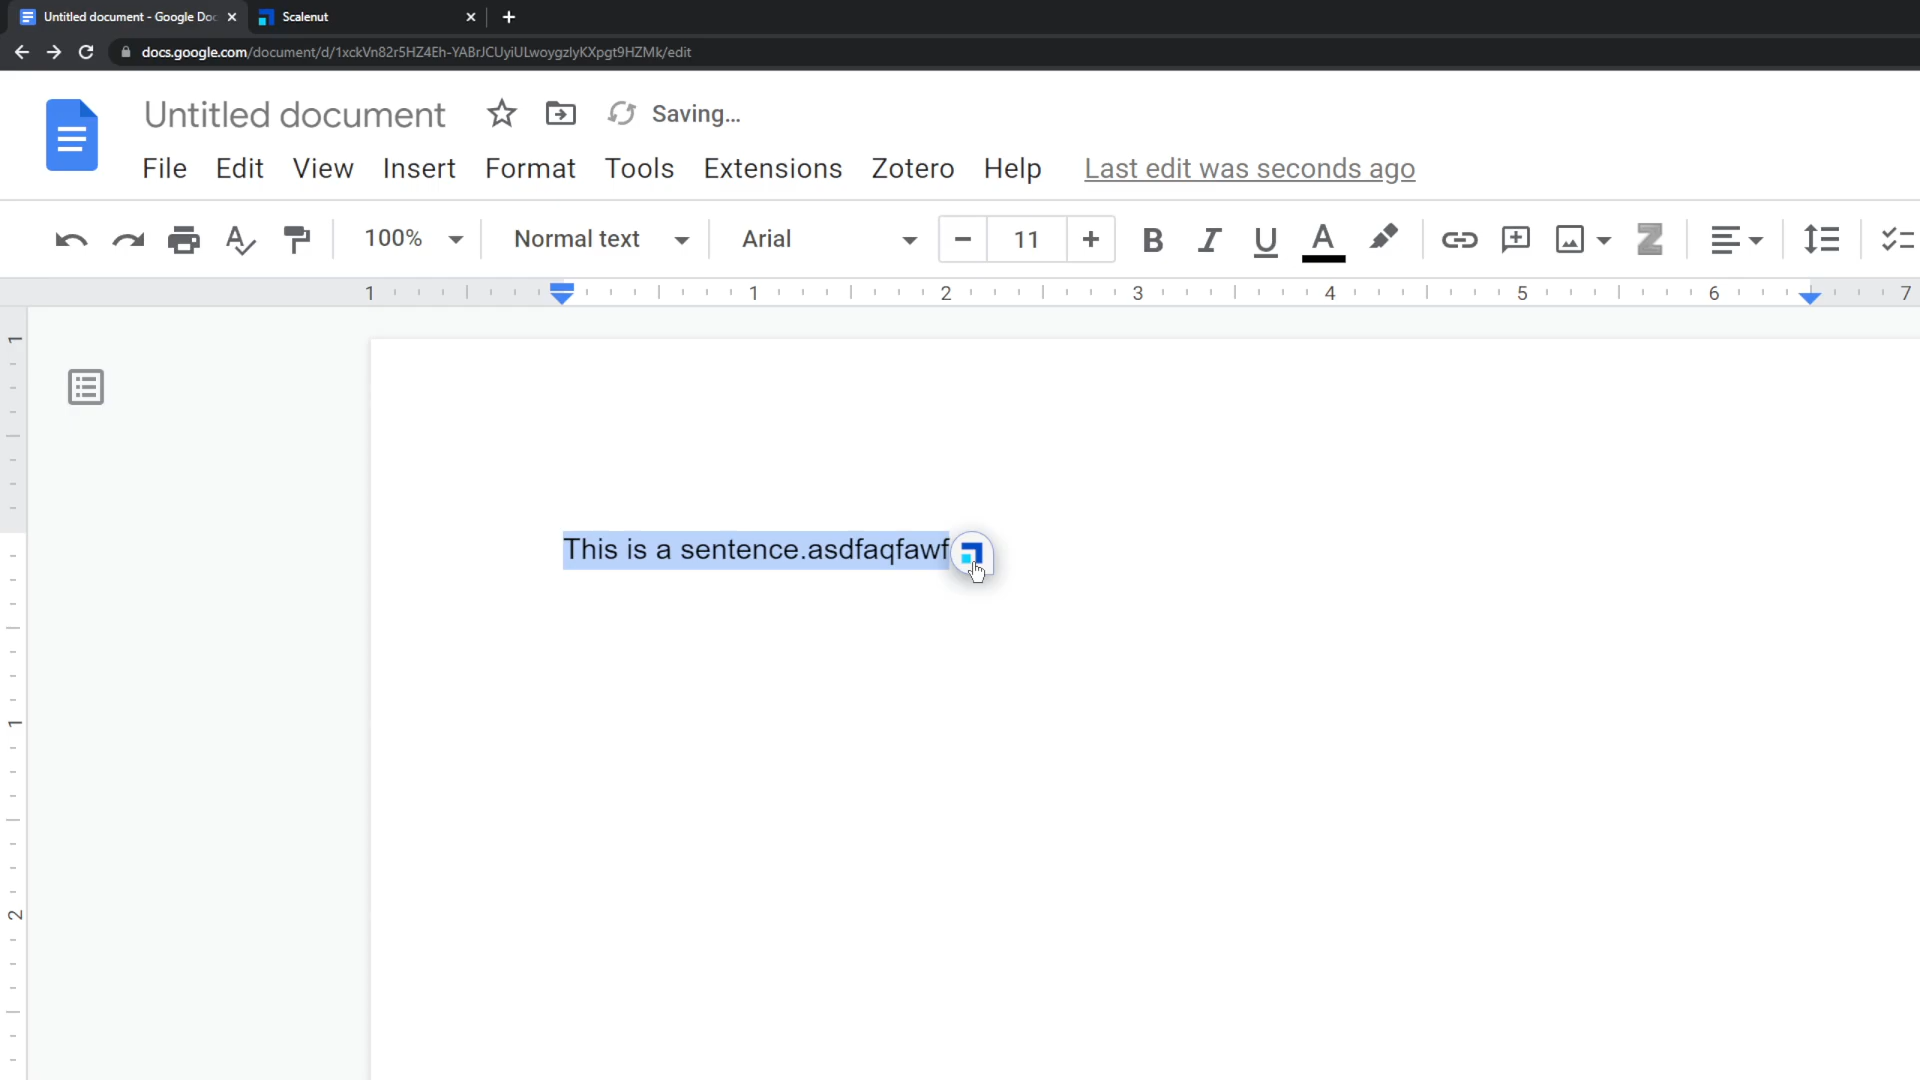 Untitled document - Google Doc
Scalenut
docs.google.com/document/d/1xckVn82r5HZ4Eh-YABrJCUyiULwoygzlyKXpgt9HZMk/edit
Untitled document
Saving...
File Edit View Insert Format Tools Extensions Zotero Help Last edit was seconds ago
100% Normal text Arial 11 B I U A Z
1 1 2 3 4 5 6 7
1
This is a sentence.asdfaqfawf
1
2